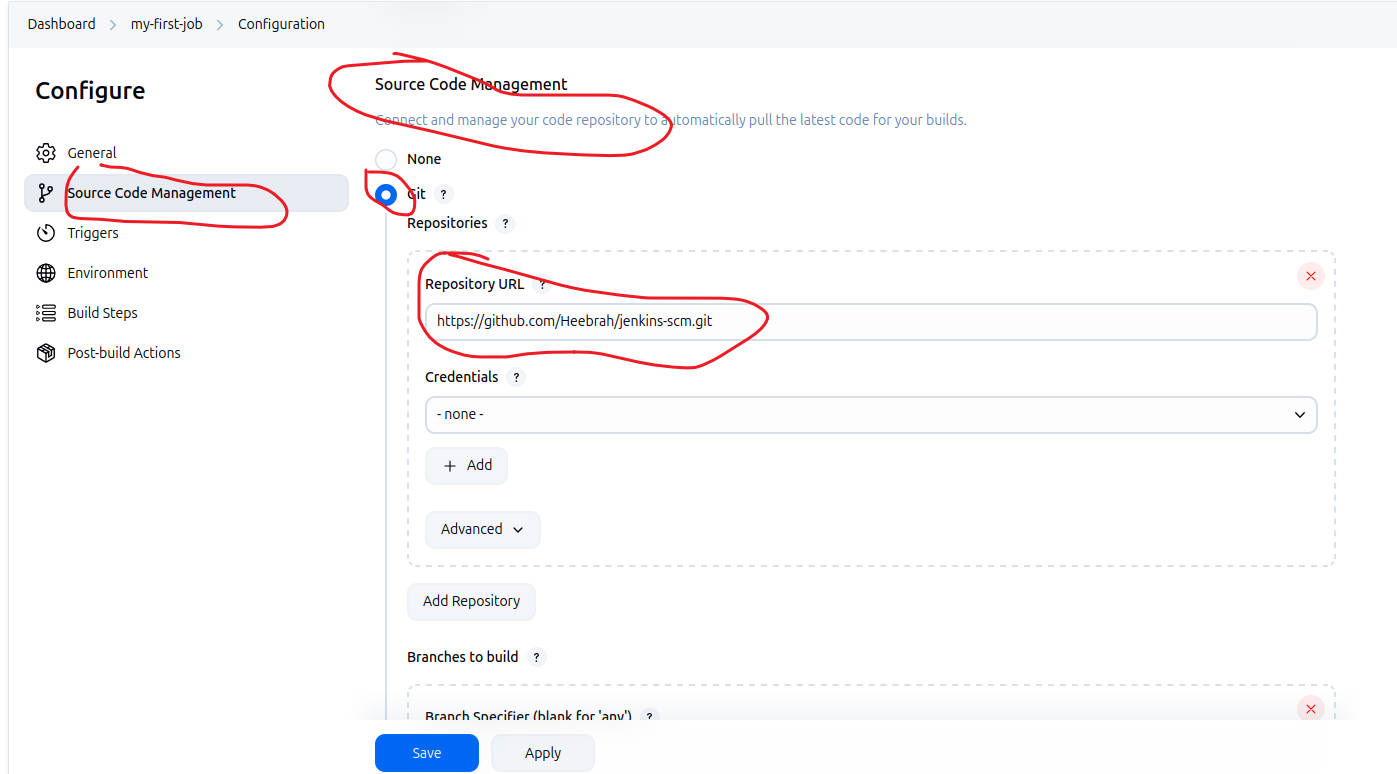 Dashboard > my-first-job > Configuration
Configure
General
Source Code Management
Triggers
Environment
Build Steps
Post-build Actions
Source Code Management
Connect and manage your code repository to automatically pull the latest code for your builds.
None
Git ?
Repositories ?
Repository URL ?
https://github.com/Heebrah/jenkins-scm.git
Credentials ?
- none -
+ Add
Advanced
Add Repository
Branches to build ?
Branch Specifier (blank for 'any') ?
Save Apply